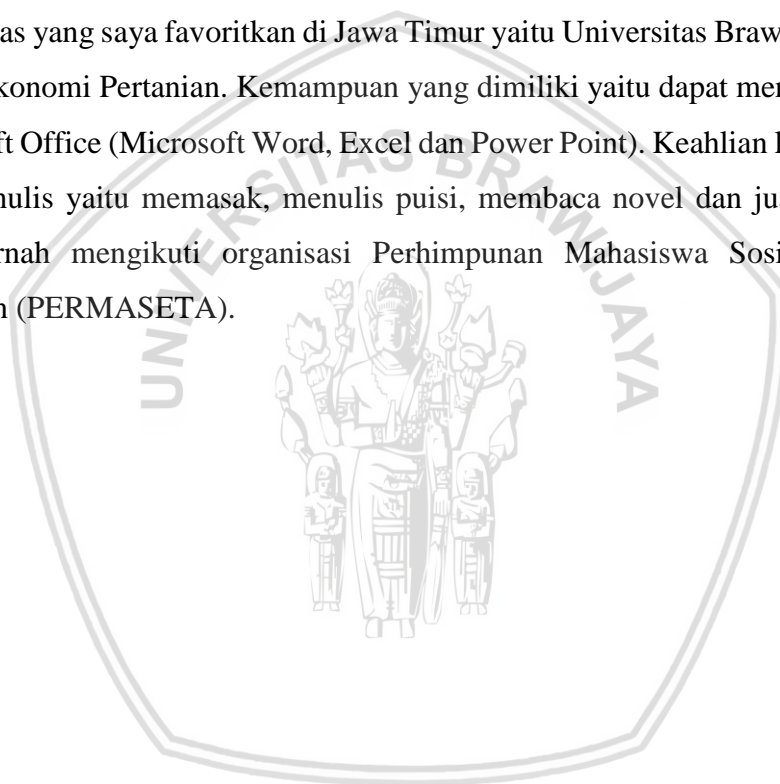 as yang saya favoritkan di Jawa Timur yaitu Universitas Braw
konomi Pertanian. Kemampuan yang dimiliki yaitu dapat mer
ft Office (Microsoft Word, Excel dan Power Point). Keahlian l
nulis yaitu memasak, menulis puisi, membaca novel dan jua
rnah mengikuti organisasi Perhimpunan Mahasiswa Sosi
n (PERMASETA).
UNIVERSITAS BRAWIJAYA